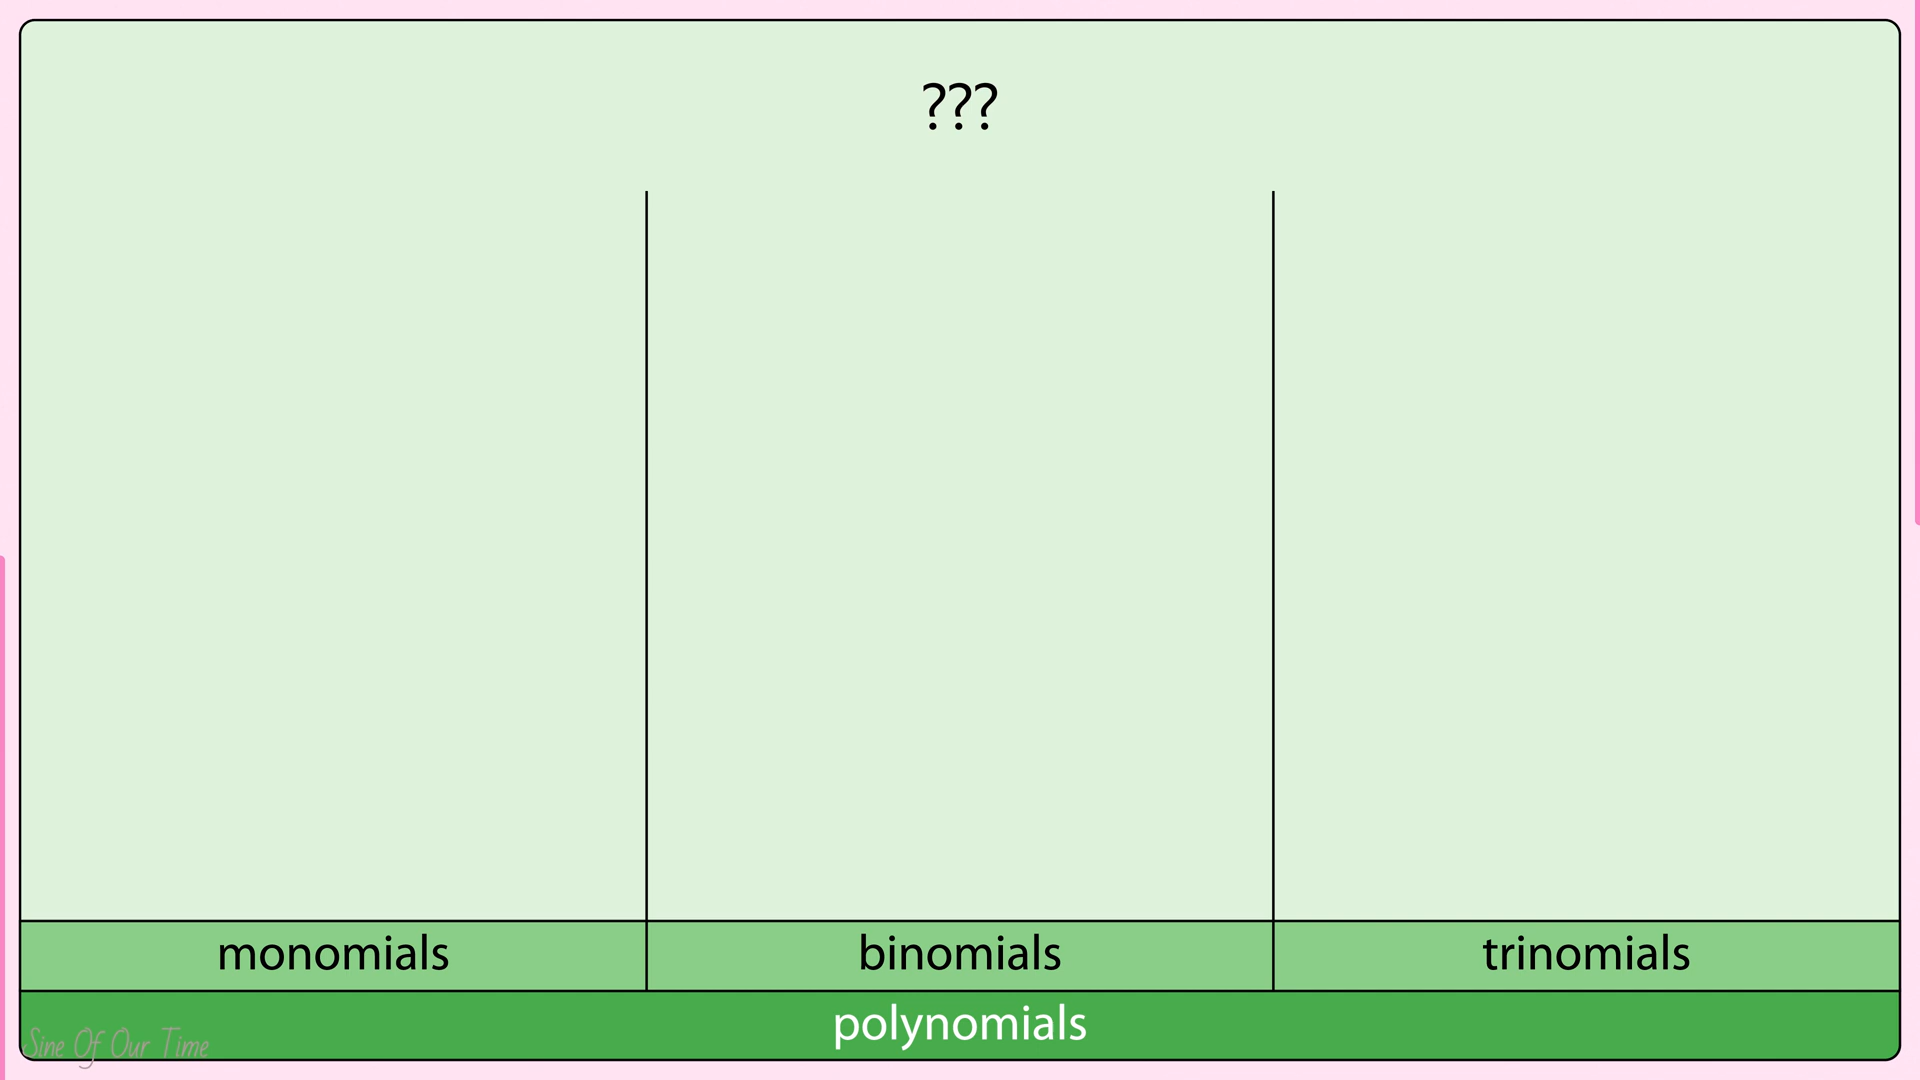 ???
monomials
binomials
trinomials
polynomials
Sine Of Our Time